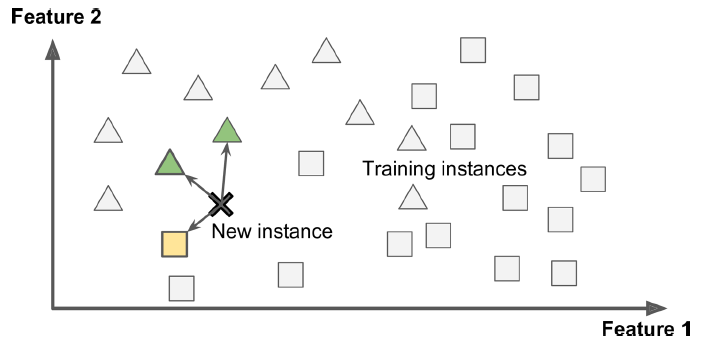 Feature 2
Training instances
New instance
Feature 1